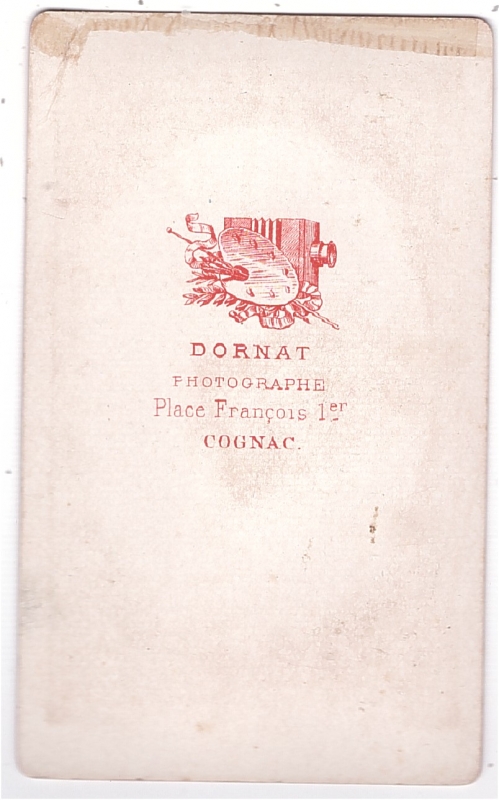 DORNAT
PHOTOGRAPHE
Place François 1er
COGNAC.